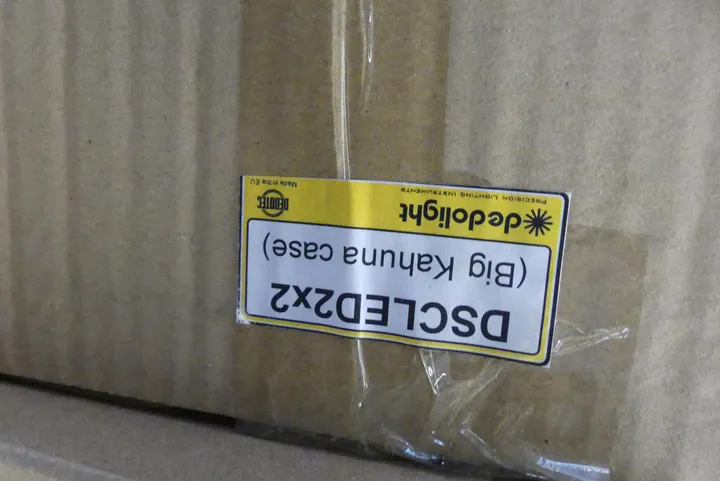 DSCLED2x2
(Big Kahuna case)
dedolight
DEDOTEC
PRECISION LIGHTING INSTRUMENTS
Made in the EU